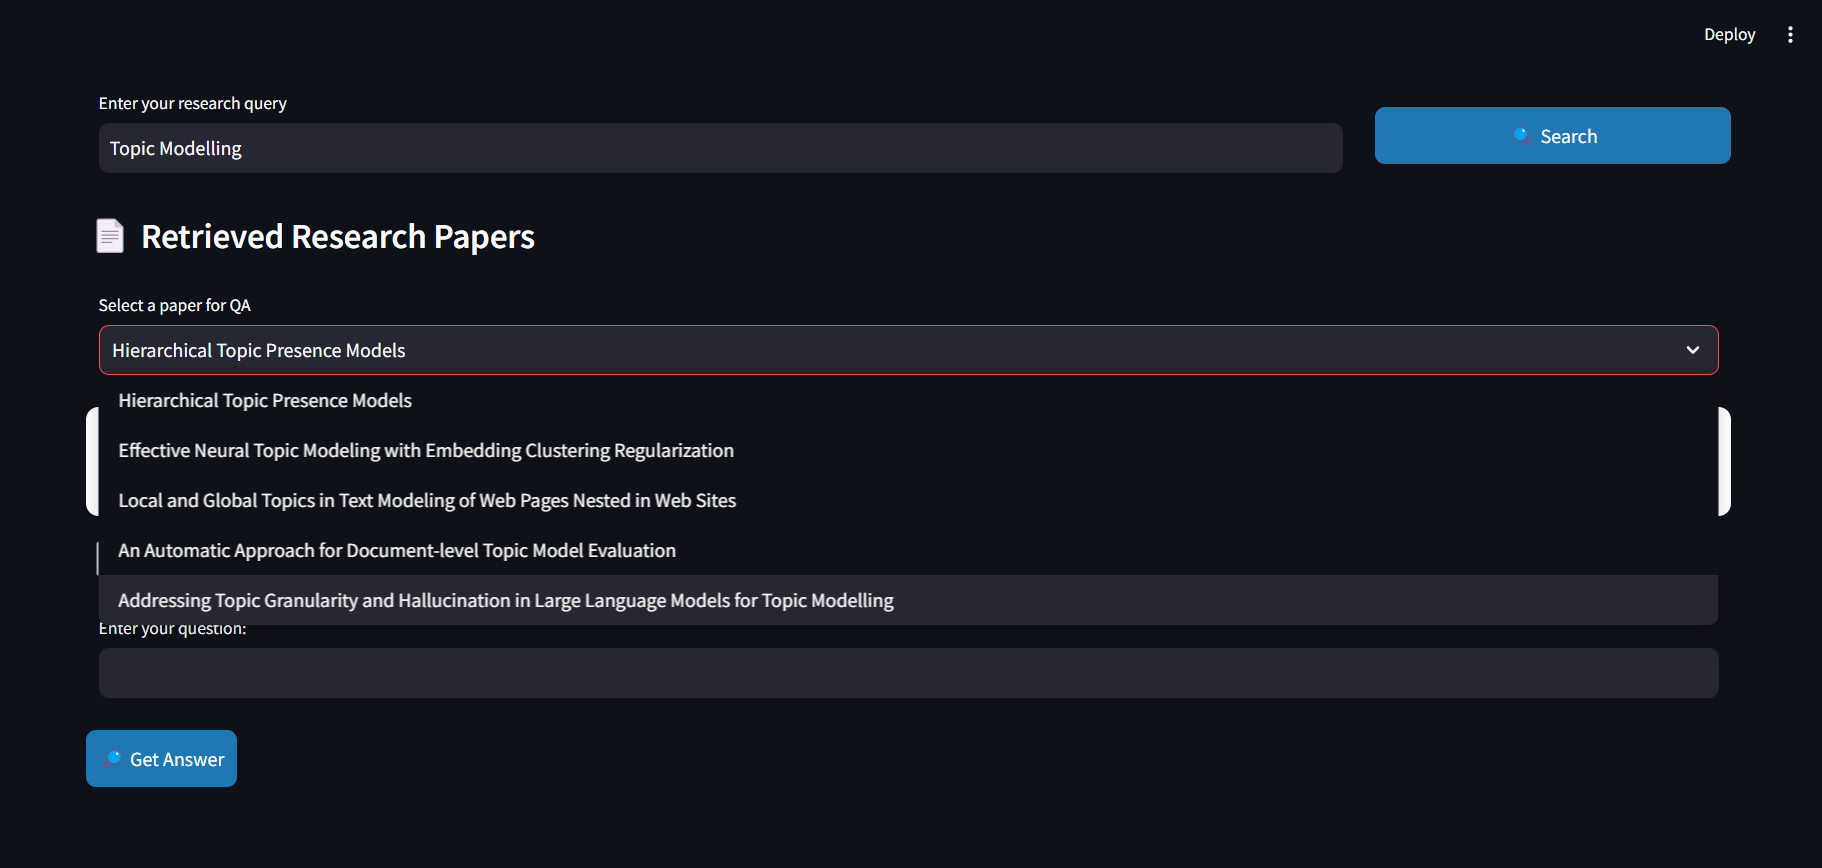 Deploy
Enter your research query
Topic Modelling
Search
Retrieved Research Papers
Select a paper for QA
Hierarchical Topic Presence Models
Hierarchical Topic Presence Models
Effective Neural Topic Modeling with Embedding Clustering Regularization
Local and Global Topics in Text Modeling of Web Pages Nested in Web Sites
An Automatic Approach for Document-level Topic Model Evaluation
Addressing Topic Granularity and Hallucination in Large Language Models for Topic Modelling
Enter your question:
Get Answer